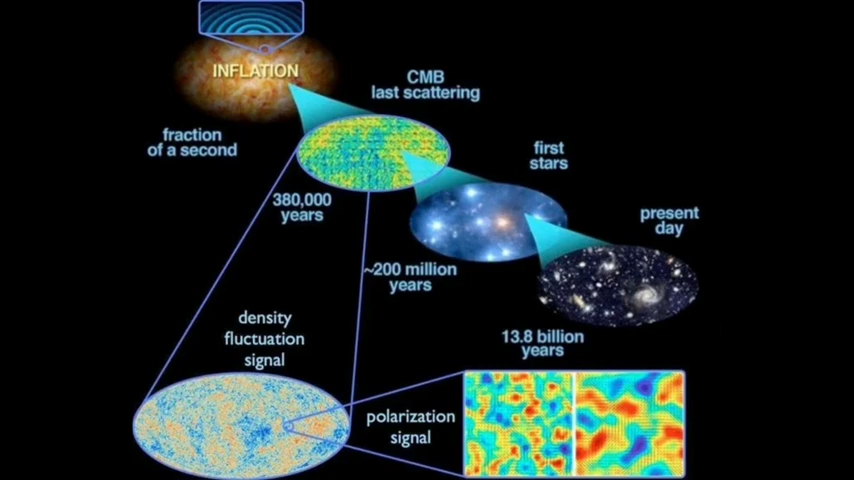 INFLATION
CMB
last scattering
fraction
of a second
first
stars
380,000
years
present
day
~200 million
years
density
fluctuation
signal
13.8 billion
years
polarization
signal